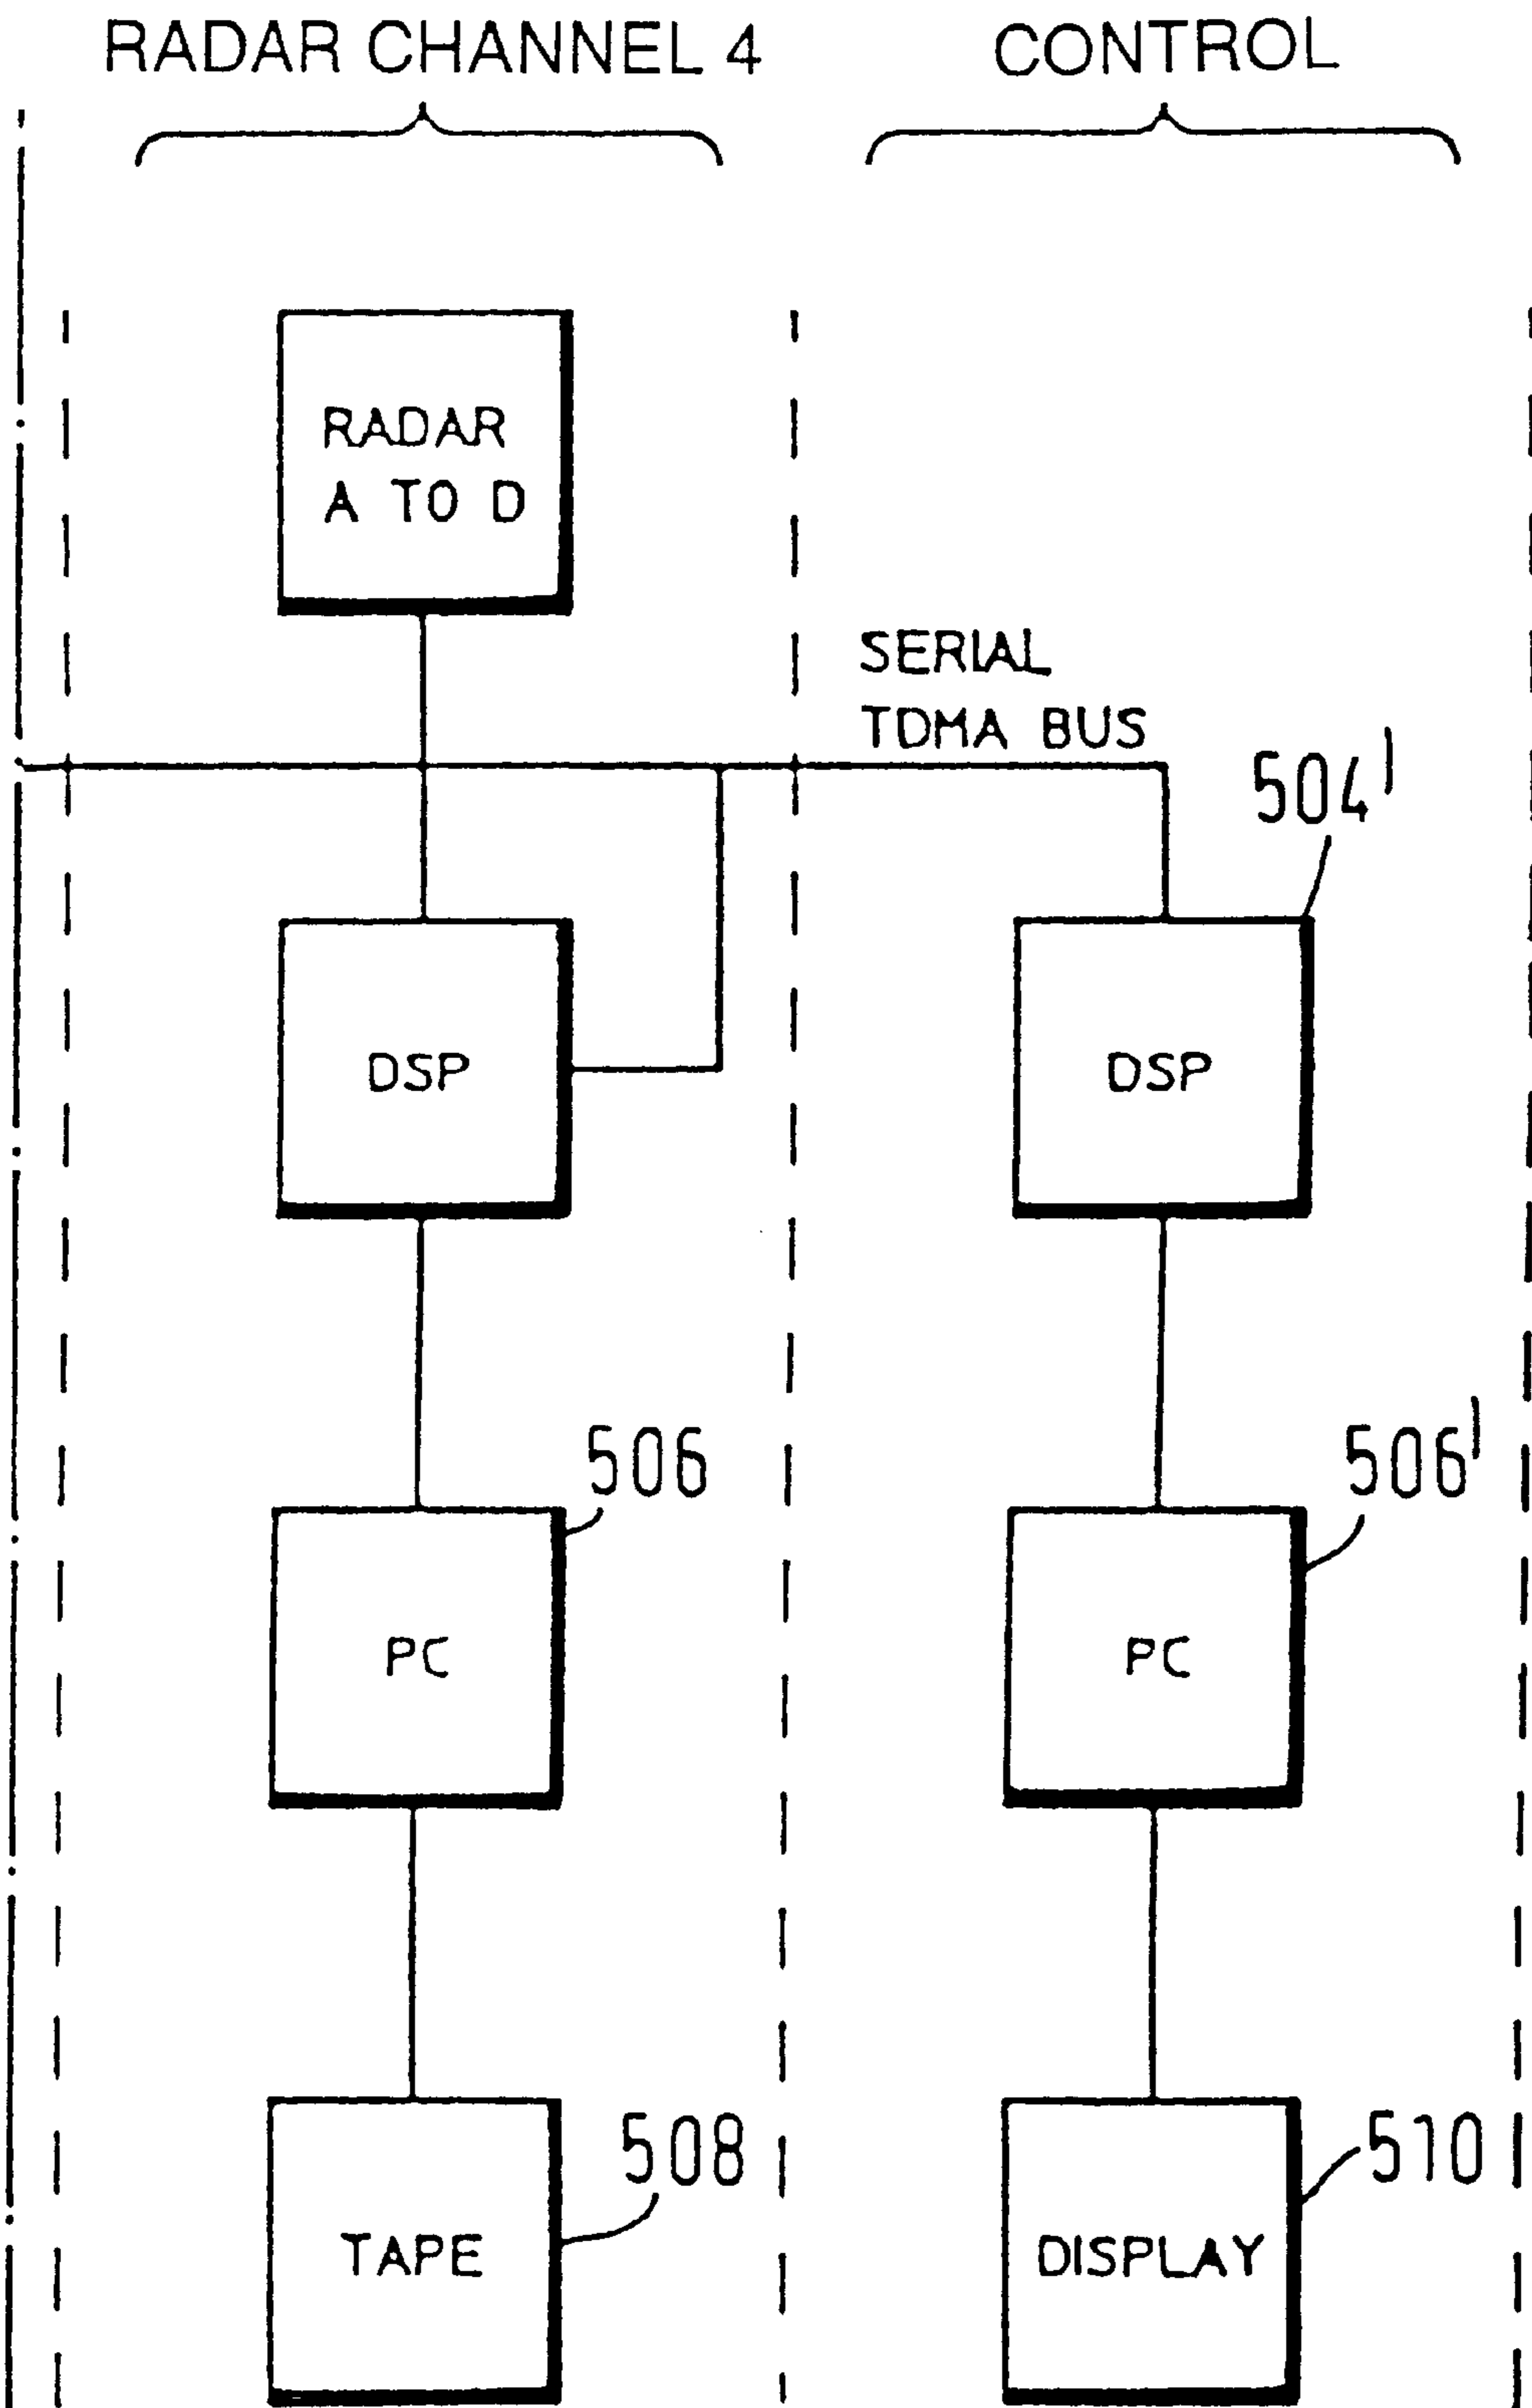 RADAR CHANNEL 4
CONTROL
RADAR
A TO D
SERIAL
TDMA BUS
504'
DSP
DSP
506
506'
PC
PC
508
510
TAPE
DISPLAY